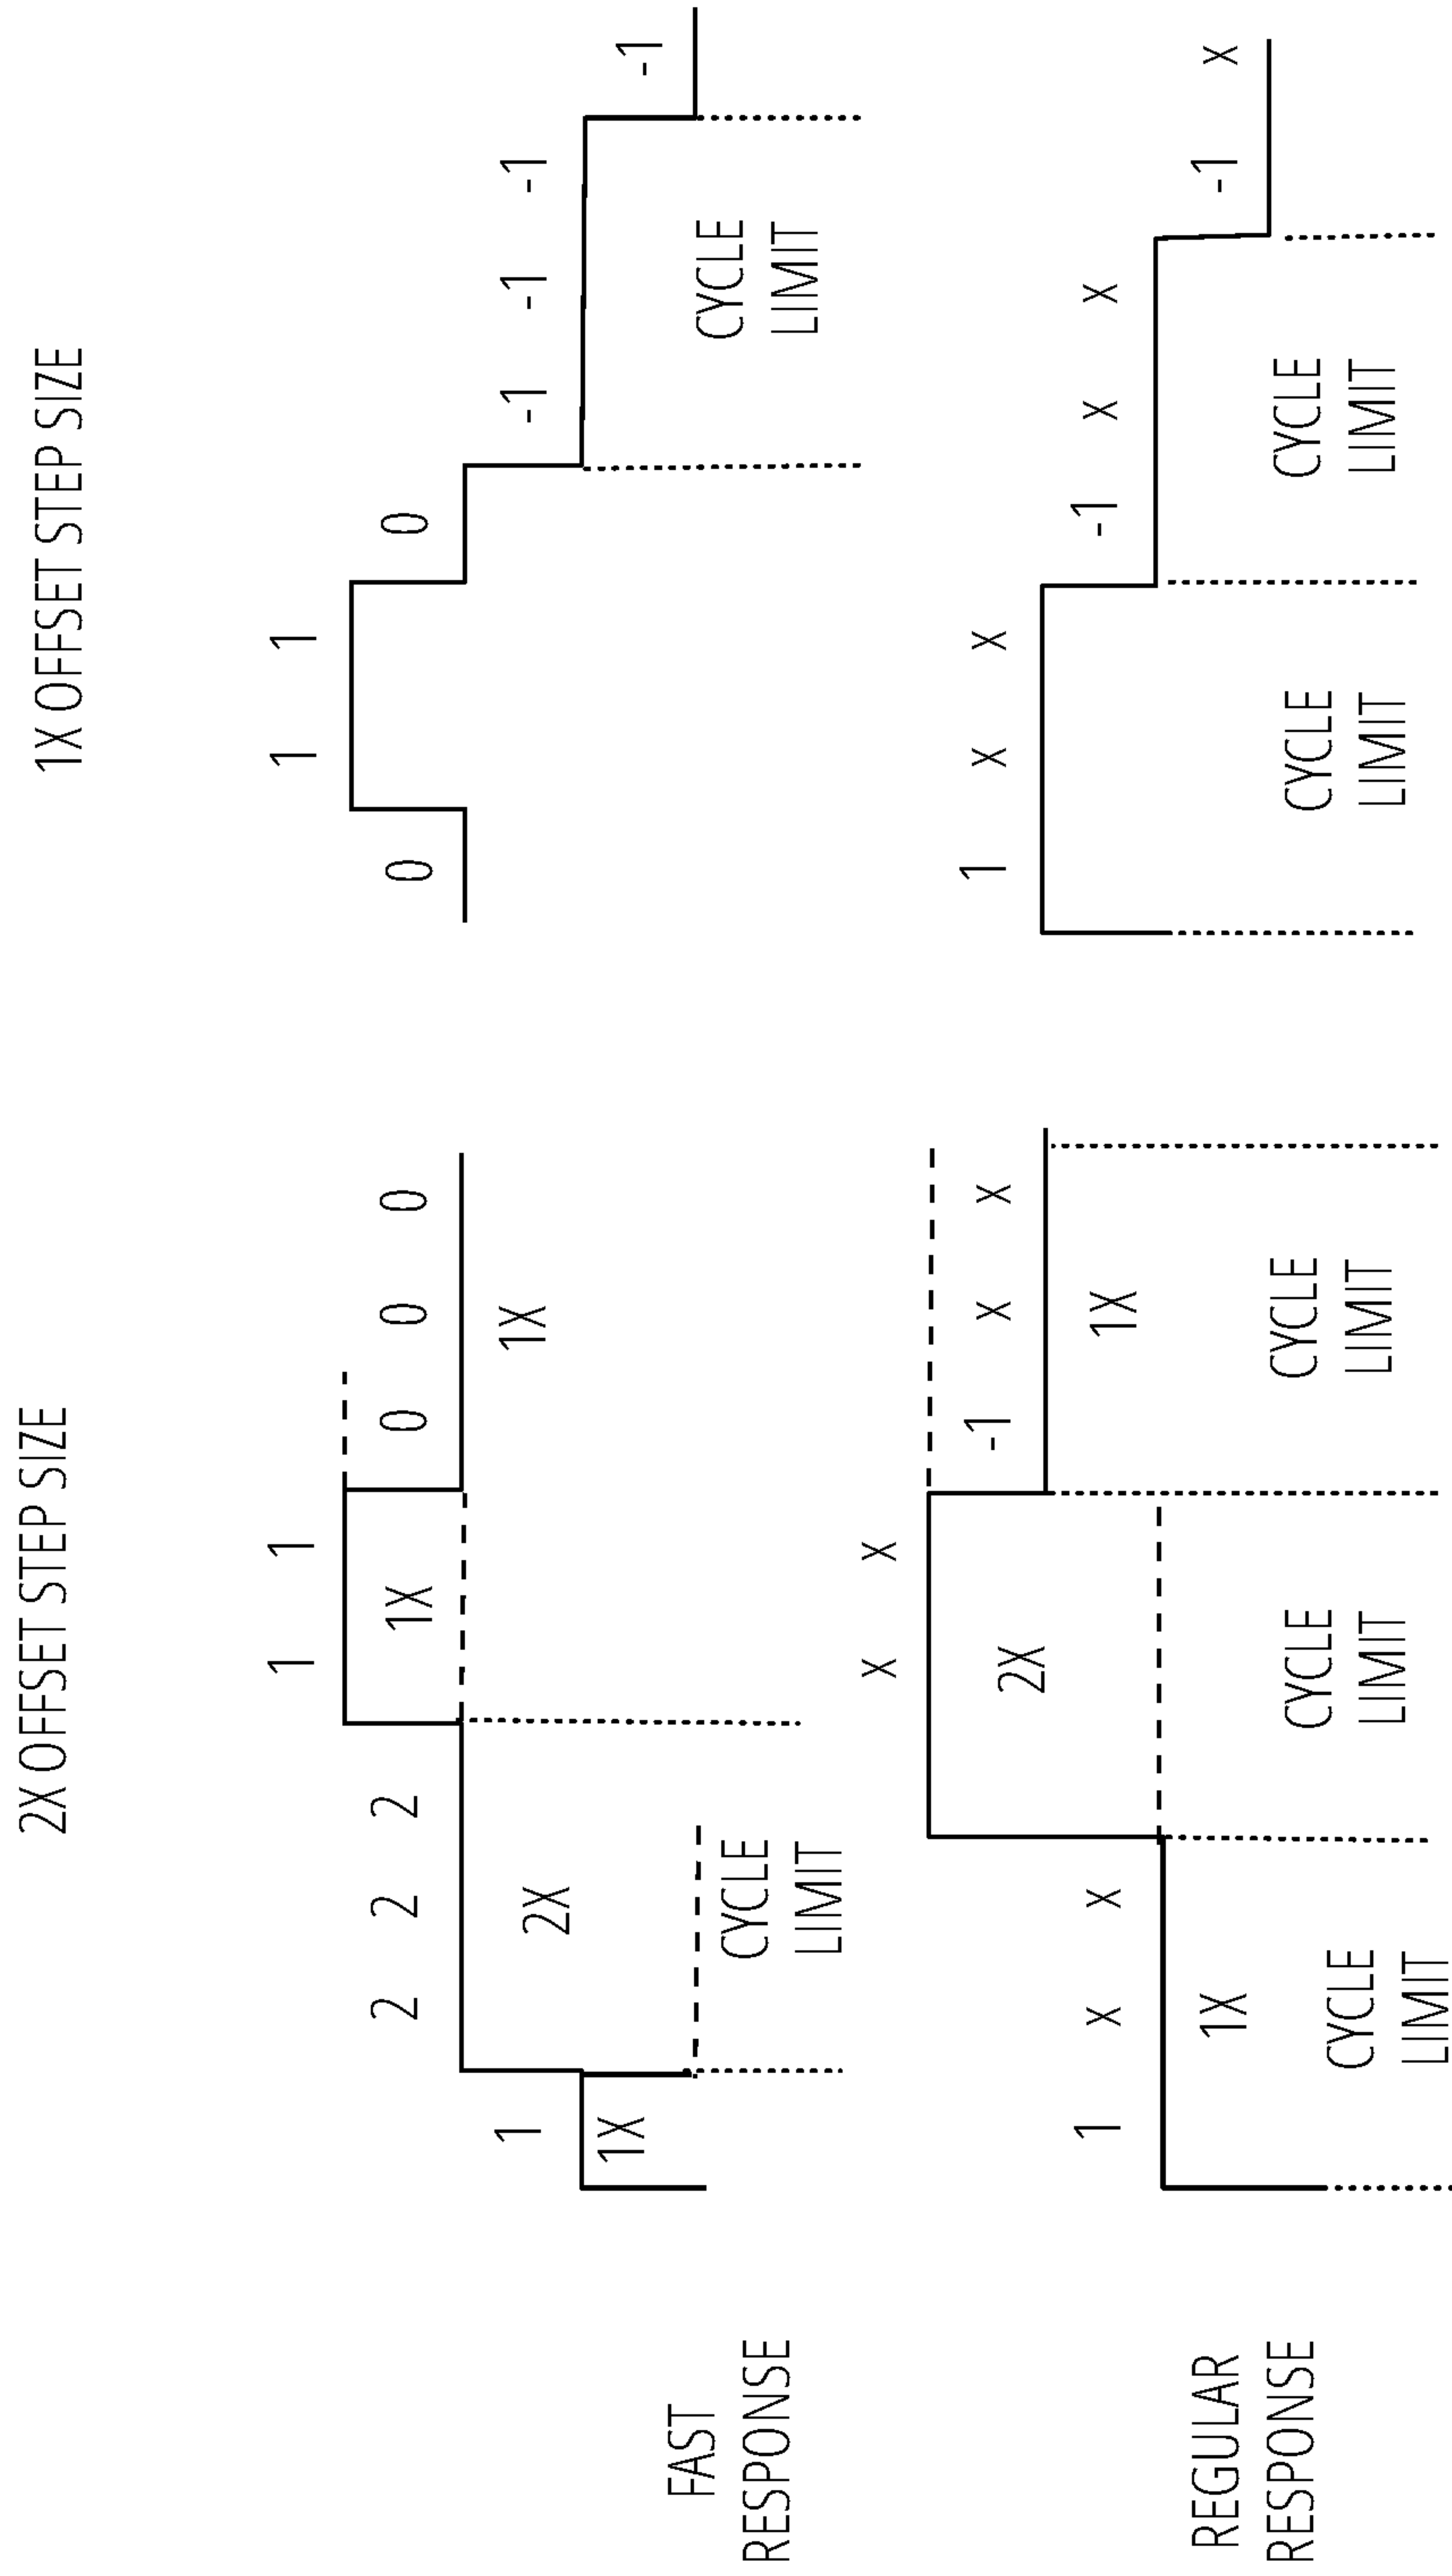 2X OFFSET STEP SIZE
1X OFFSET STEP SIZE
FAST
RESPONSE
1
1X
2 2 2
2X
CYCLE
LIMIT
1 1
1X
0 0 0
1X
0
1 1
0
-1 -1 -1
CYCLE
LIMIT
-1
REGULAR
RESPONSE
1 x x
1X
CYCLE
LIMIT
x x
2X
CYCLE
LIMIT
-1 x x
1X
CYCLE
LIMIT
1 x x
CYCLE
LIMIT
-1 x x
CYCLE
LIMIT
-1 x